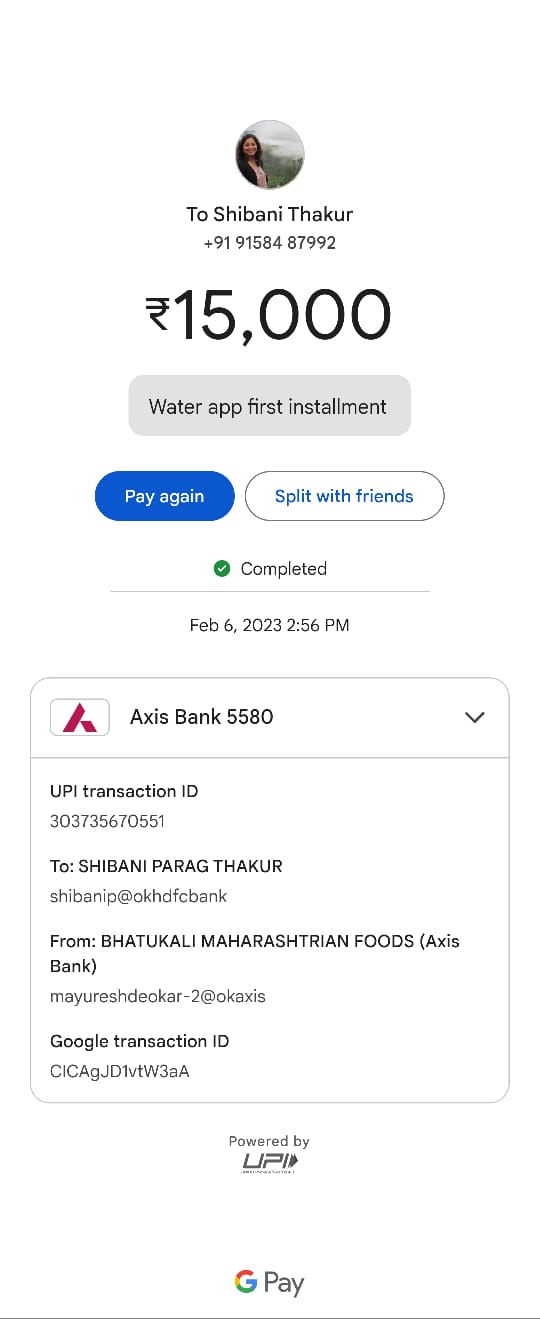 To Shibani Thakur
+91 91584 87992
₹15,000
Water app first installment
Pay again
Split with friends
Completed
Feb 6, 2023 2:56 PM
Axis Bank 5580
UPI transaction ID
303735670551
To: SHIBANI PARAG THAKUR
shibanip@okhdfcbank
From: BHATUKALI MAHARASHTRIAN FOODS (Axis
Bank)
mayureshdeokar-2@okaxis
Google transaction ID
CICAgJD1vtW3aA
Powered by
UPI
G Pay